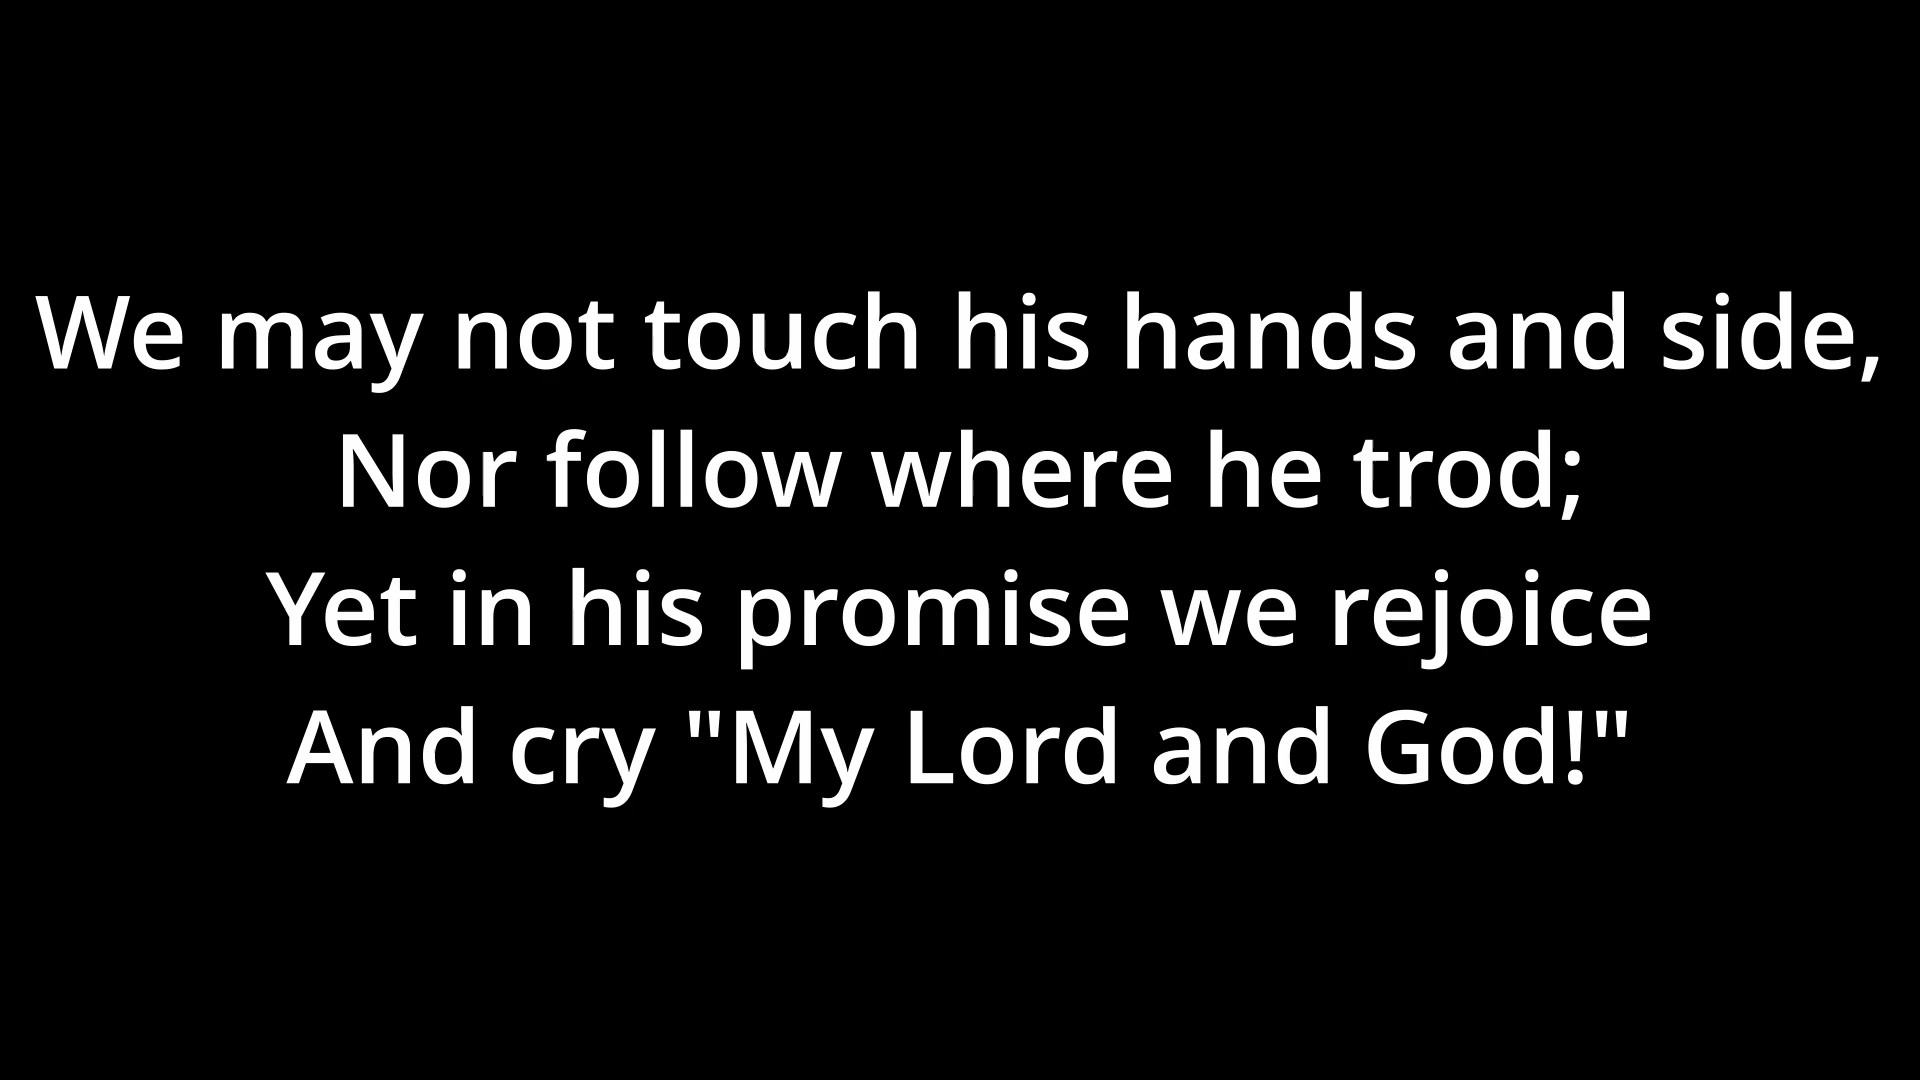 We may not touch his hands and side,
Nor follow where he trod;
Yet in his promise we rejoice
And cry "My Lord and God!"